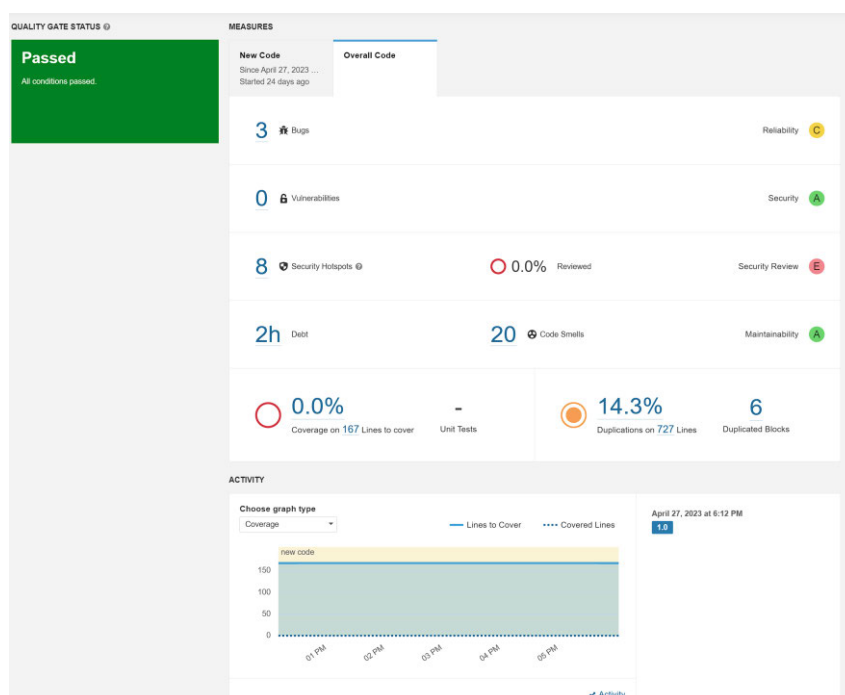 QUALITY GATE STATUS
MEASURES
Passed
All conditions passed.
New Code
Since April 27, 2023 ...
Started 24 days ago
Overall Code
3 Bugs
Reliability C
0 Vulnerabilities
Security A
8 Security Hotspots
0.0% Reviewed
Security Review E
2h Debt
20 Code Smells
Maintainability A
0.0%
Coverage on 167 Lines to cover
-
Unit Tests
14.3%
Duplications on 727 Lines
6
Duplicated Blocks
ACTIVITY
Choose graph type
Coverage
Lines to Cover
Covered Lines
April 27, 2023 at 6:12 PM
1.0
new code
150
100
50
0
01 PM
02 PM
03 PM
04 PM
05 PM
Activity